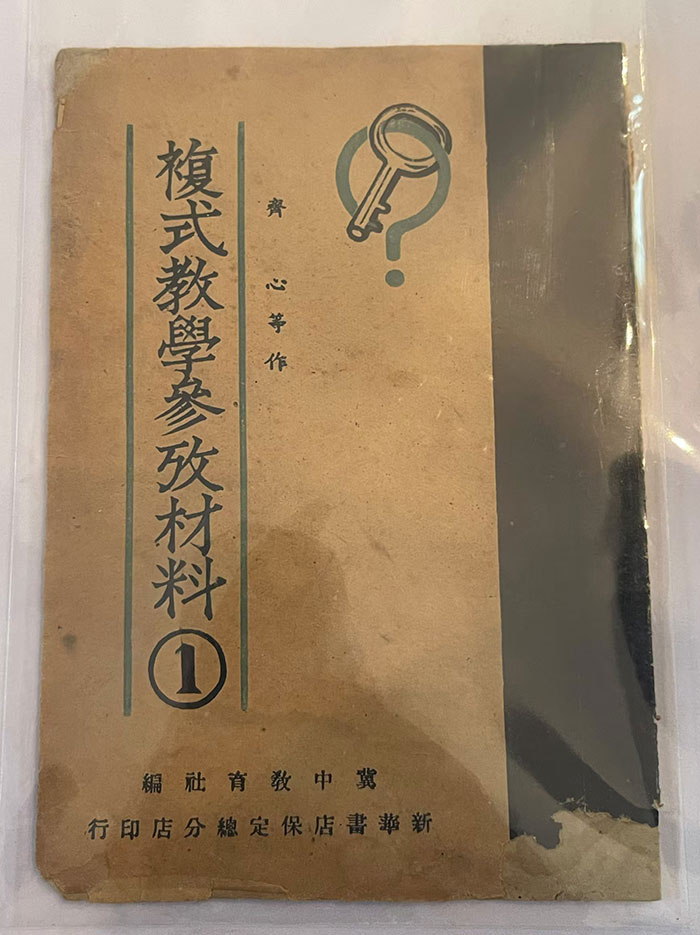 複式教學參攷材料①
齊心等作
冀中教育社編
新華書店保定總分店印行